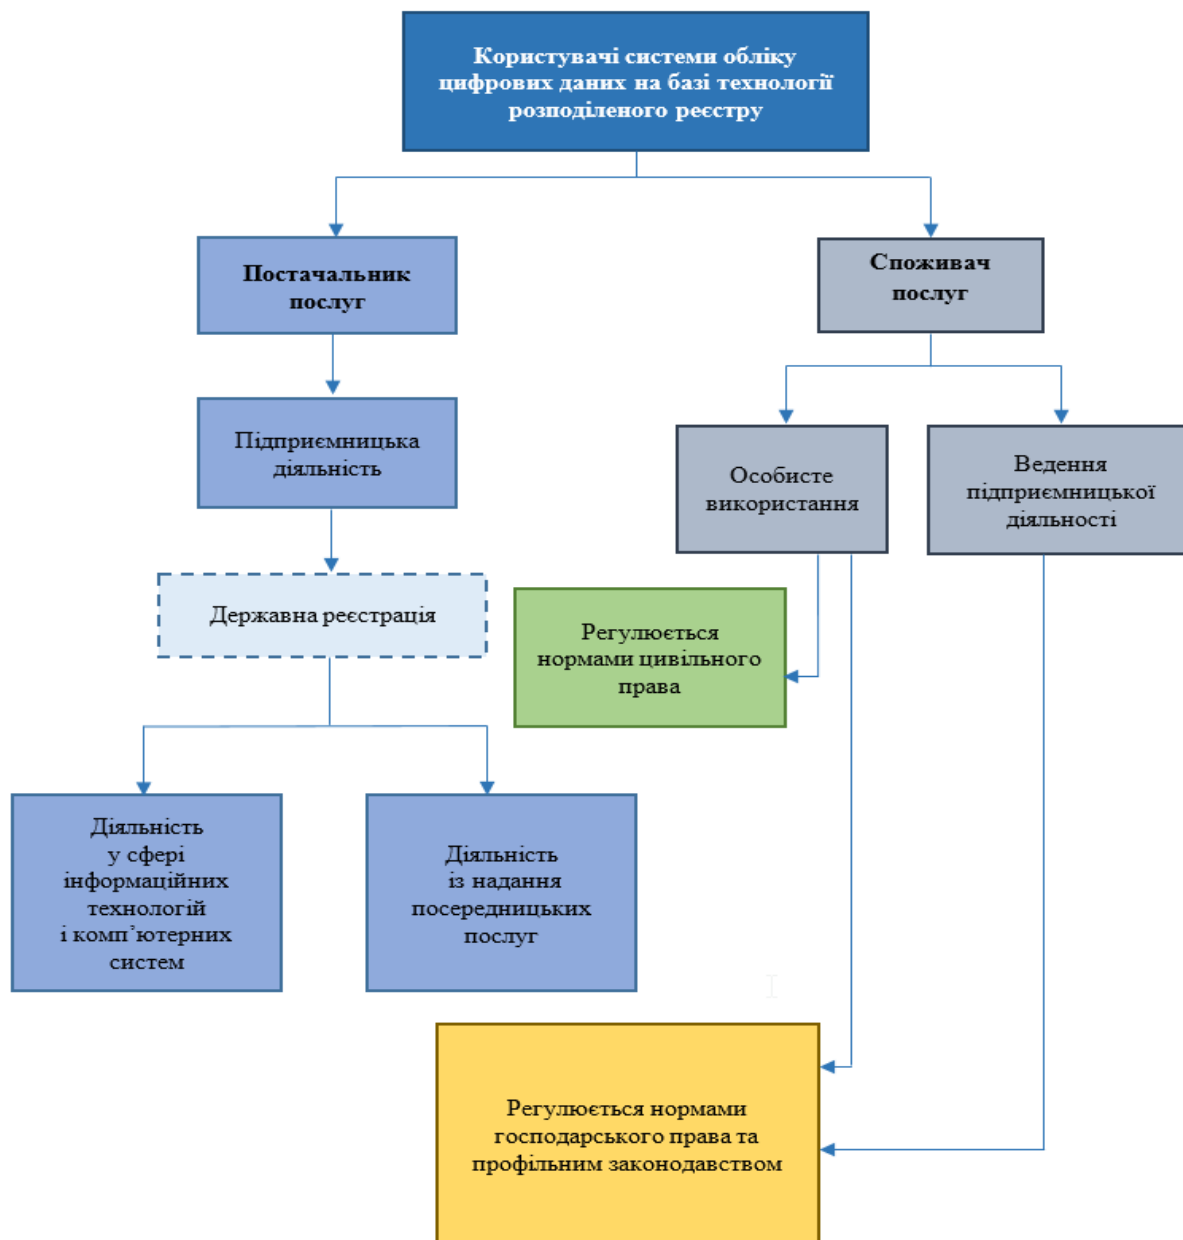 Користувачі системи обліку
цифрових даних на базі технології
розподіленого реєстру
Постачальник
послуг
Споживач
послуг
Підприємницька
діяльність
Особисте
використання
Ведення
підприємницької
діяльності
Державна реєстрація
Регулюється
нормами цивільного
права
Діяльність
у сфері
інформаційних
технологій
і комп’ютерних
систем
Діяльність
із надання
посередницьких
послуг
Регулюється нормами
господарського права та
профільним законодавством